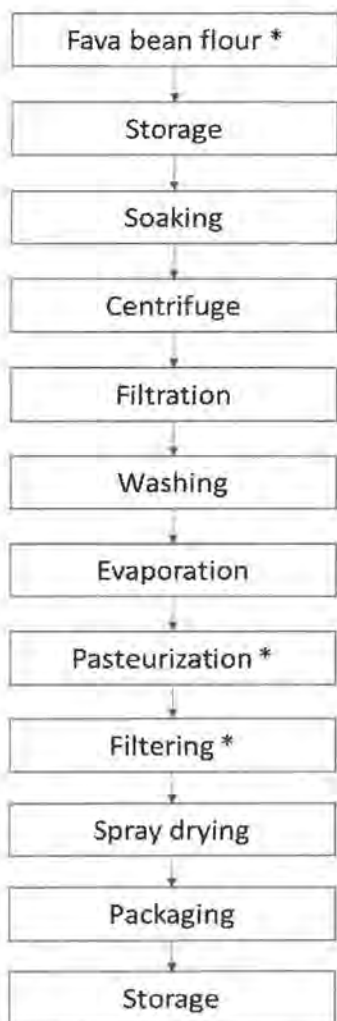 Fava bean flour *
Storage
Soaking
Centrifuge
Filtration
Washing
Evaporation
Pasteurization *
Filtering *
Spray drying
Packaging
Storage